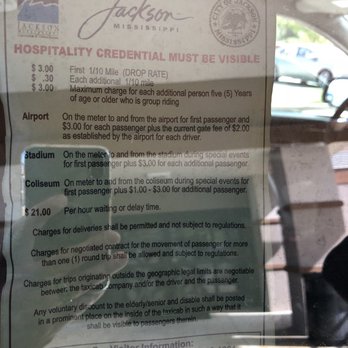 JACKSON
Jackson
MISSISSIPPI
CITY OF JACKSON
MISSISSIPPI
HOSPITALITY CREDENTIAL MUST BE VISIBLE
$ 3.00 First 1/10 Mile (DROP RATE)
$ .30 Each additional 1/10 mile
$ 3.00 Maximum charge for each additional person five (5) Years
of age or older who is group riding
Airport On the meter to and from the airport for first passenger and
$3.00 for each passenger plus the current gate fee of $2.00
as established by the airport for each driver.
Stadium On the meter to and from the stadium during special events
for first passenger plus $3.00 for each additional passenger.
Coliseum On meter to and from the coliseum during special events for
first passenger plus $1.00 - $3.00 for additional passenger.
$ 21.00 Per hour waiting or delay time.
Charges for deliveries shall be permitted and not subject to regulations.
Charges for negotiated contract for the movement of passenger for more
than one (1) round trip shall be allowed and subject to regulations.
Charges for trips originating outside the geographic legal limits are negotiable
between the taxicab company and/or the driver and the passenger.
Any voluntary discount to the elderly/senior and disable shall be posted
in a prominent place on the inside of the taxicab in such a way that it
shall be visible to passengers therein.
Visitor Information: